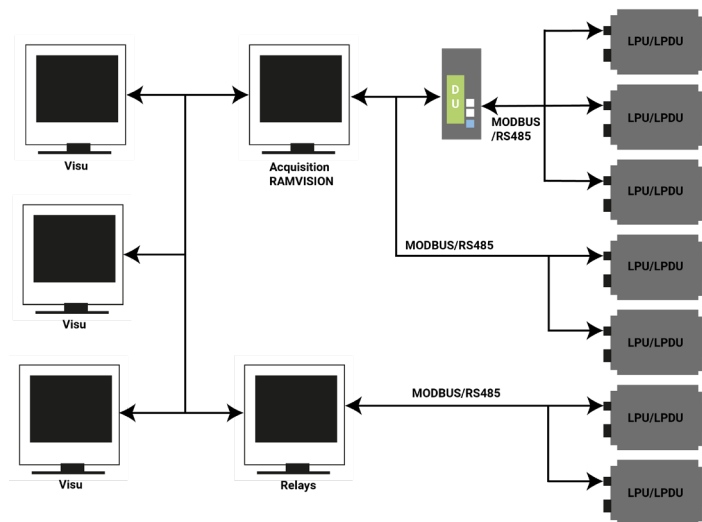 LPU/LPDU
D
U
MODBUS
/RS485
LPU/LPDU
Visu
Acquisition
RAMVISION
LPU/LPDU
MODBUS/RS485
LPU/LPDU
Visu
LPU/LPDU
MODBUS/RS485
LPU/LPDU
Visu
Relays
LPU/LPDU